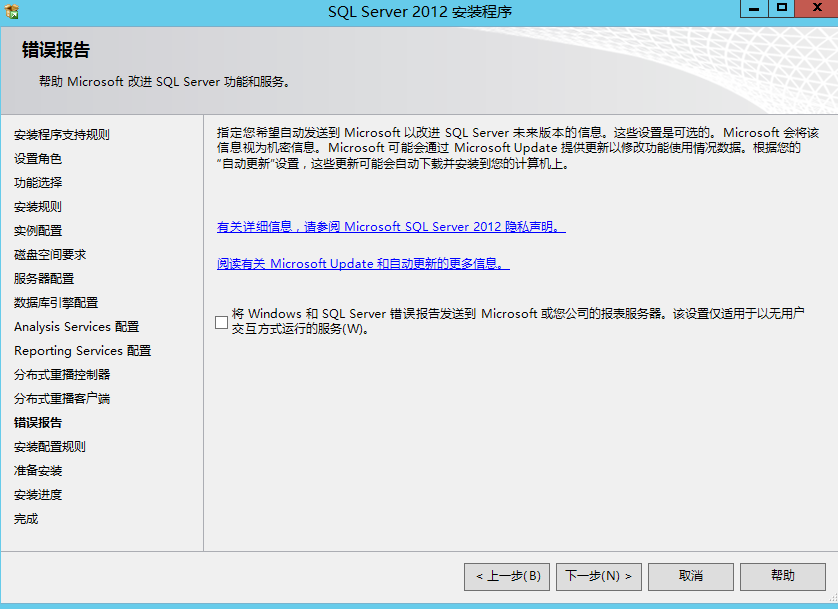 SQL Server 2012 安装程序
错误报告
帮助 Microsoft 改进 SQL Server 功能和服务。
安装程序支持规则
设置角色
功能选择
安装规则
实例配置
磁盘空间要求
服务器配置
数据库引擎配置
Analysis Services 配置
Reporting Services 配置
分布式重播控制器
分布式重播客户端
错误报告
安装配置规则
准备安装
安装进度
完成
指定您希望自动发送到 Microsoft 以改进 SQL Server 未来版本的信息。这些设置是可选的。Microsoft 会将该
信息视为机密信息。Microsoft 可能会通过 Microsoft Update 提供更新以修改功能使用情况数据。根据您的
“自动更新”设置，这些更新可能会自动下载并安装到您的计算机上。
有关详细信息，请参阅 Microsoft SQL Server 2012 隐私声明。
阅读有关 Microsoft Update 和自动更新的更多信息。
将 Windows 和 SQL Server 错误报告发送到 Microsoft 或您公司的报表服务器。该设置仅适用于以无用户
交互方式运行的服务(W)。
< 上一步(B)
下一步(N) >
取消
帮助